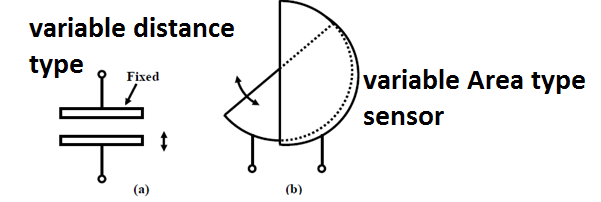 variable distance
type
Fixed
variable Area type
sensor
(a)
(b)